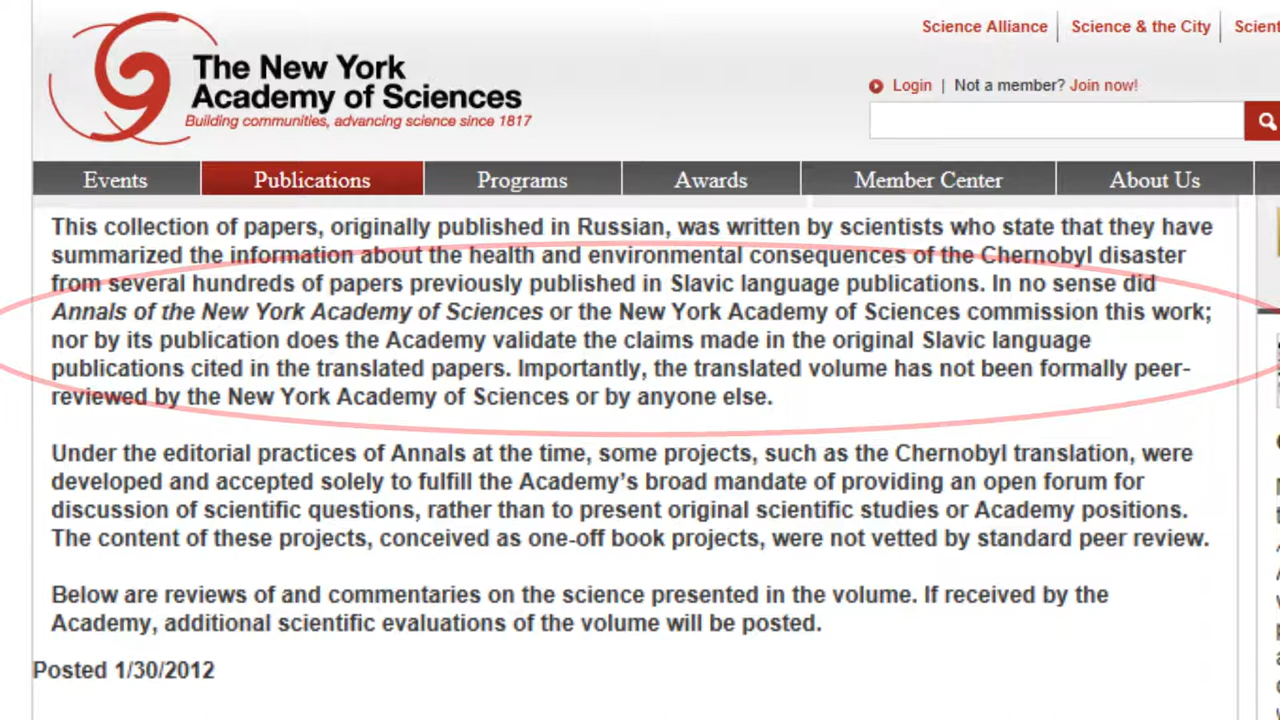 Science Alliance
Science & the City
The New York
Academy of Sciences
Building communities, advancing science since 1817
Login | Not a member? Join now!
Events
Publications
Programs
Awards
Member Center
About Us
This collection of papers, originally published in Russian, was written by scientists who state that they have
summarized the information about the health and environmental consequences of the Chernobyl disaster
from several hundreds of papers previously published in Slavic language publications. In no sense did
Annals of the New York Academy of Sciences or the New York Academy of Sciences commission this work;
nor by its publication does the Academy validate the claims made in the original Slavic language
publications cited in the translated papers. Importantly, the translated volume has not been formally peer-
reviewed by the New York Academy of Sciences or by anyone else.
Under the editorial practices of Annals at the time, some projects, such as the Chernobyl translation, were
developed and accepted solely to fulfill the Academy's broad mandate of providing an open forum for
discussion of scientific questions, rather than to present original scientific studies or Academy positions.
The content of these projects, conceived as one-off book projects, were not vetted by standard peer review.
Below are reviews of and commentaries on the science presented in the volume. If received by the
Academy, additional scientific evaluations of the volume will be posted.
Posted 1/30/2012